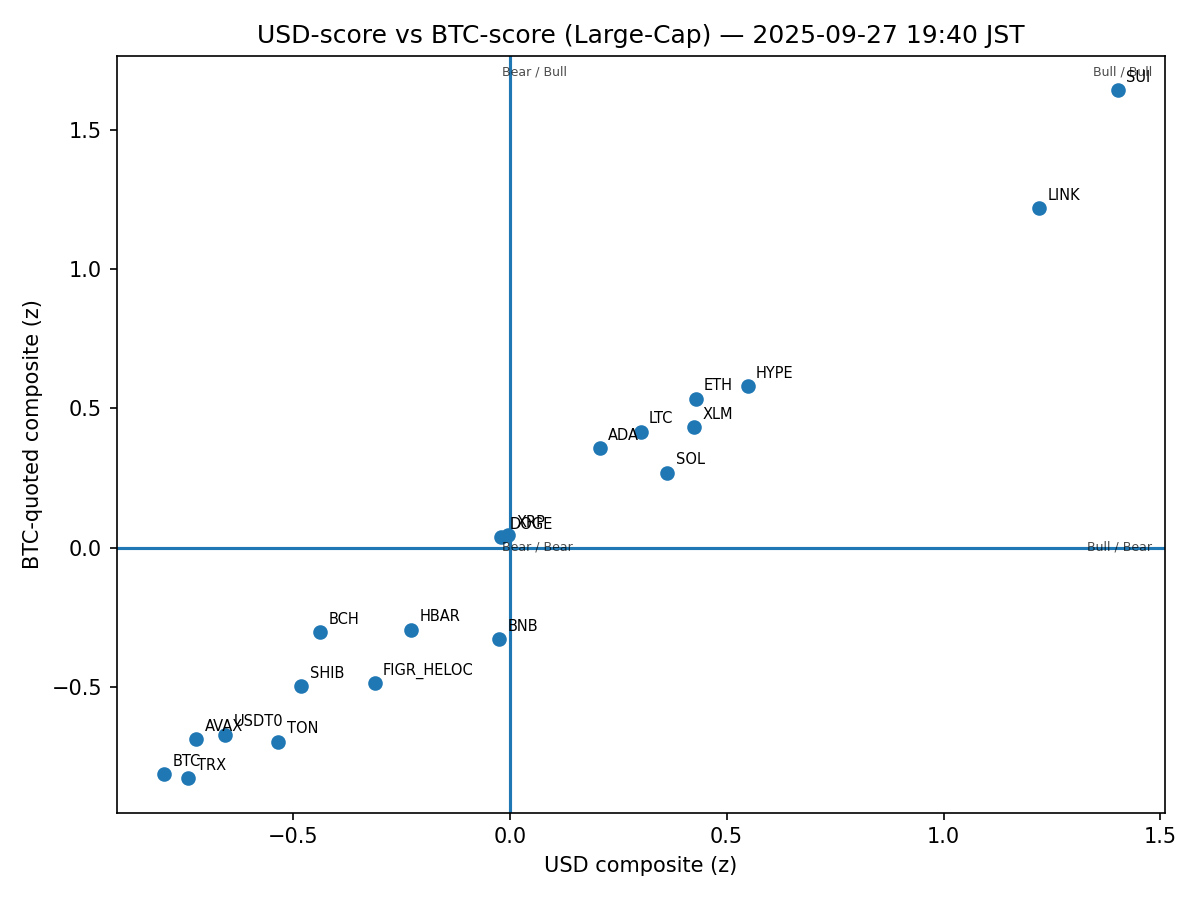 USD-score vs BTC-score (Large-Cap) — 2025-09-27 19:40 JST
Bear / Bull
Bull / Bull
SUI
1.5
LINK
1.0
HYPE
ETH
0.5
XLM
LTC
ADA
SOL
XRP
DOGE
0.0
Bear / Bear
Bull / Bear
BCH
HBAR
BNB
SHIB
FIGR_HELOC
−0.5
AVAX
USDT0
TON
BTC
TRX
−0.5
0.0
0.5
1.0
1.5
USD composite (z)
BTC-quoted composite (z)